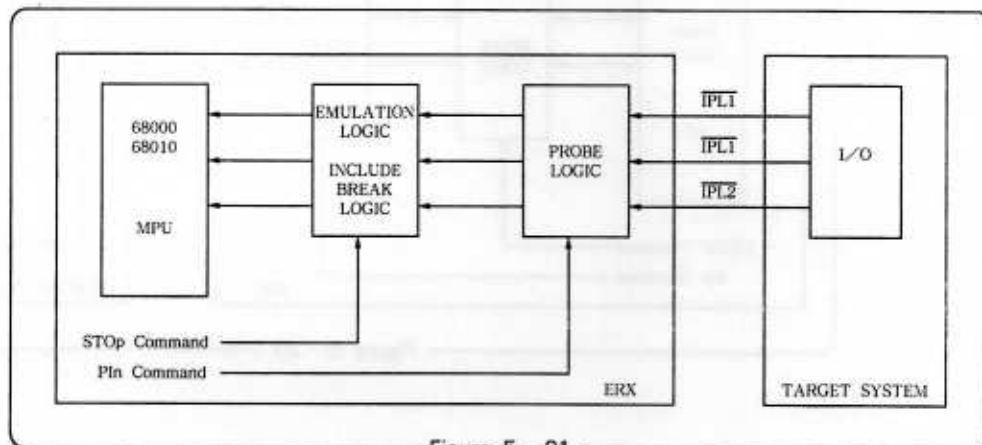 68000
68010
MPU
EMULATION
LOGIC
INCLUDE
BREAK
LOGIC
PROBE
LOGIC
IPL1
IPL1
IPL2
I/O
STOp Command
PIn Command
ERX
TARGET SYSTEM